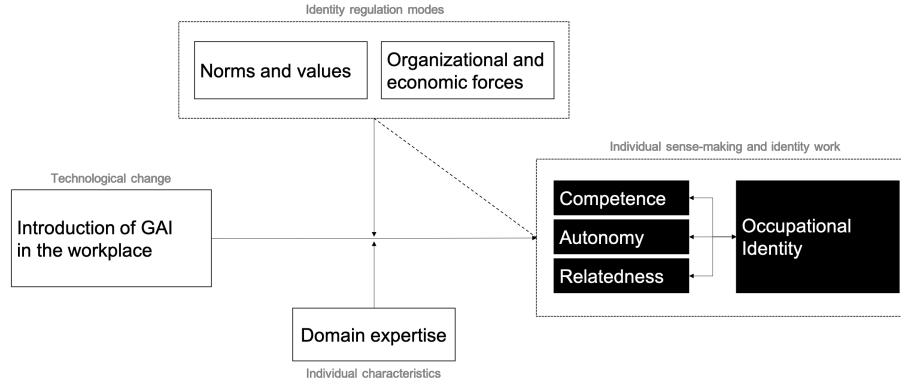 Identity regulation modes
Norms and values
Organizational and
economic forces
Individual sense-making and identity work
Technological change
Introduction of GAI
in the workplace
Competence
Autonomy
Relatedness
Occupational
Identity
Domain expertise
Individual characteristics